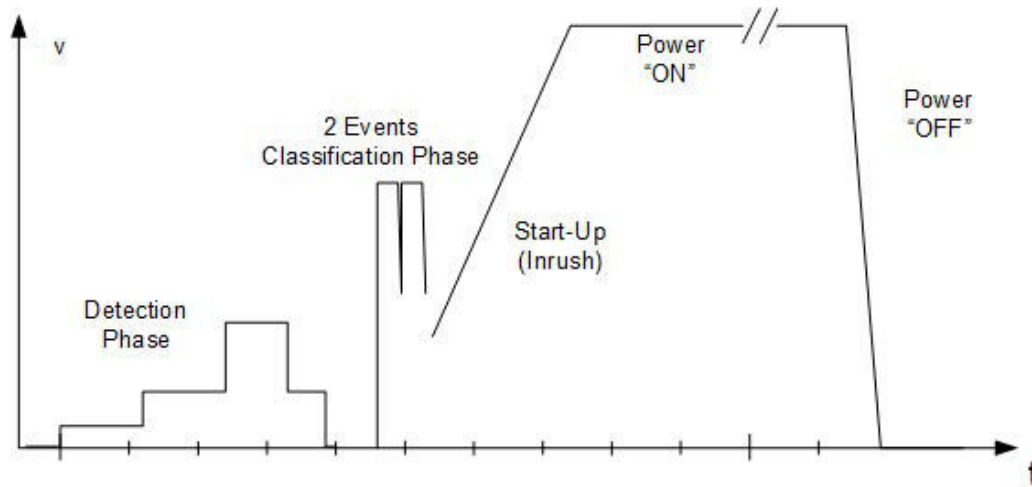 v
Power
“ON”
Power
“OFF”
2 Events
Classification Phase
Start-Up
(Inrush)
Detection
Phase
t